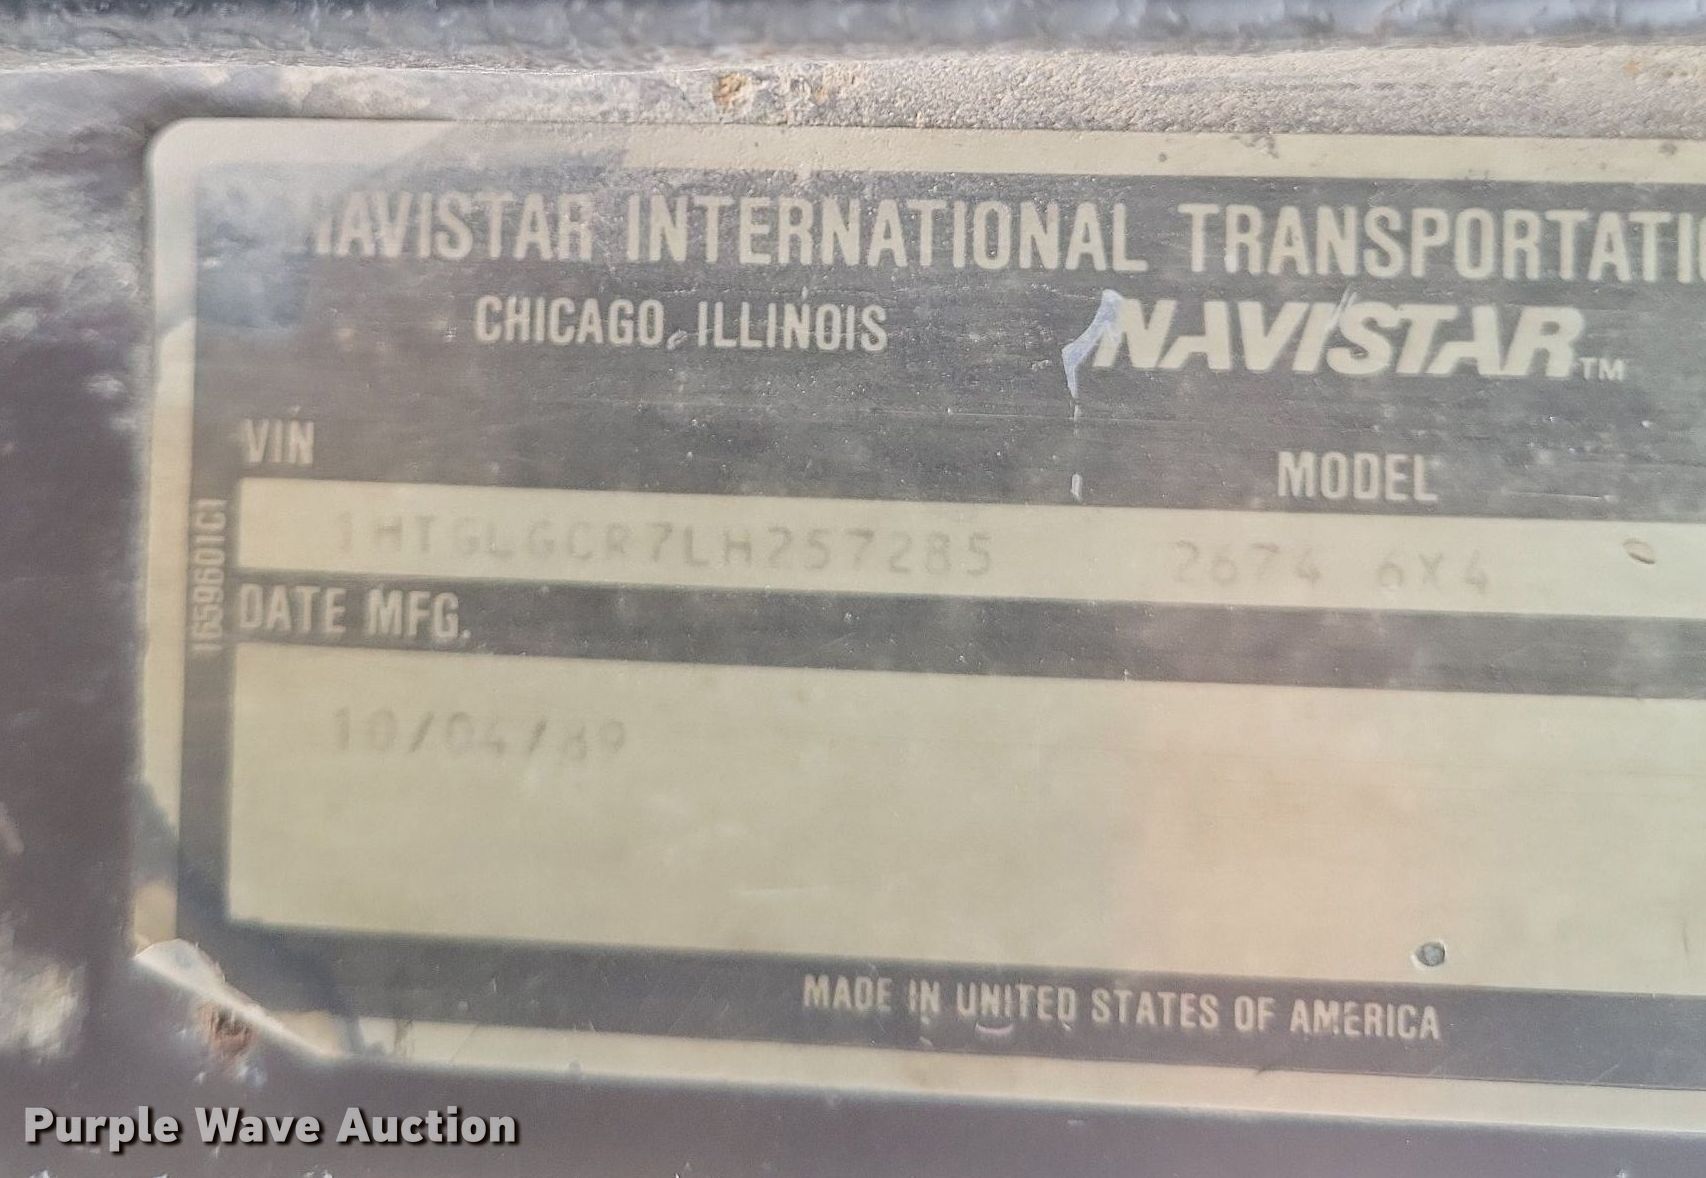 NAVISTAR INTERNATIONAL TRANSPORTATI
CHICAGO, ILLINOIS
NAVISTAR™
VIN
MODEL
1HTGLGCR7LH257285
2674 6X4
1659601C1
DATE MFG.
10/04/89
MADE IN UNITED STATES OF AMERICA
Purple Wave Auction